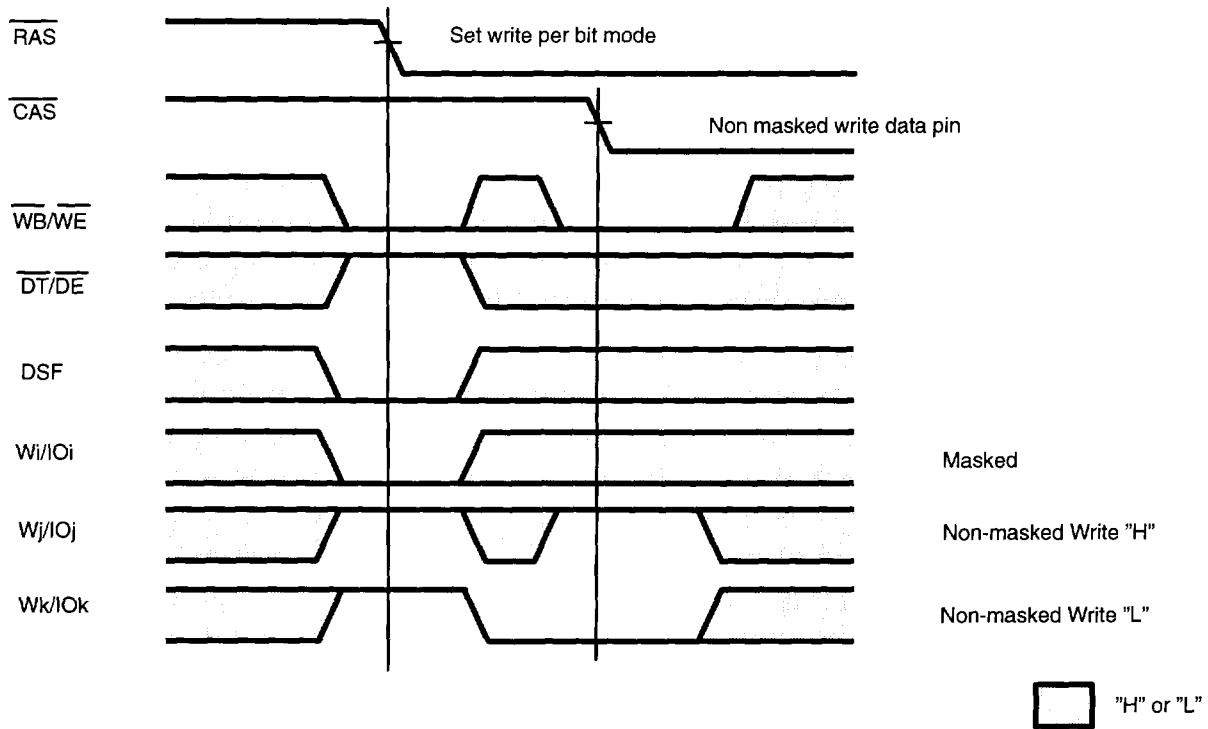 RAS
Set write per bit mode
CAS
Non masked write data pin
WB/WE
DT/DE
DSF
Wi/IOi
Masked
Wj/IOj
Non-masked Write "H"
Wk/IOk
Non-masked Write "L"
"H" or "L"